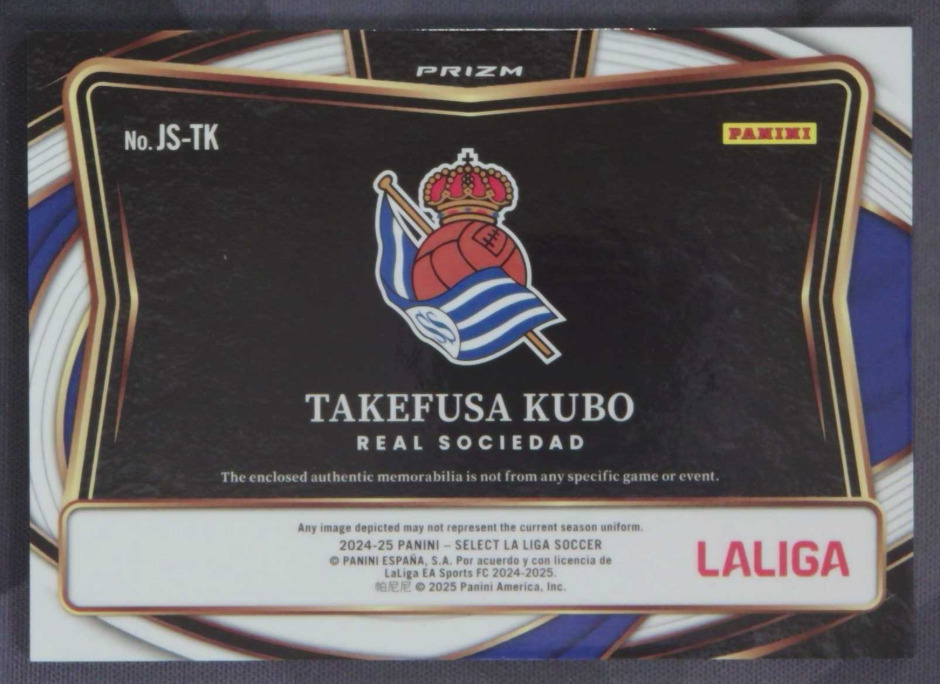 PRIZM
No. JS-TK
PANINI
TAKEFUSA KUBO
REAL SOCIEDAD
The enclosed authentic memorabilia is not from any specific game or event.
Any image depicted may not represent the current season uniform.
2024-25 PANINI – SELECT LA LIGA SOCCER
© PANINI ESPAÑA, S.A. Por acuerdo y con licencia de
LaLiga EA Sports FC 2024-2025.
帕尼尼 © 2025 Panini America, Inc.
LALIGA